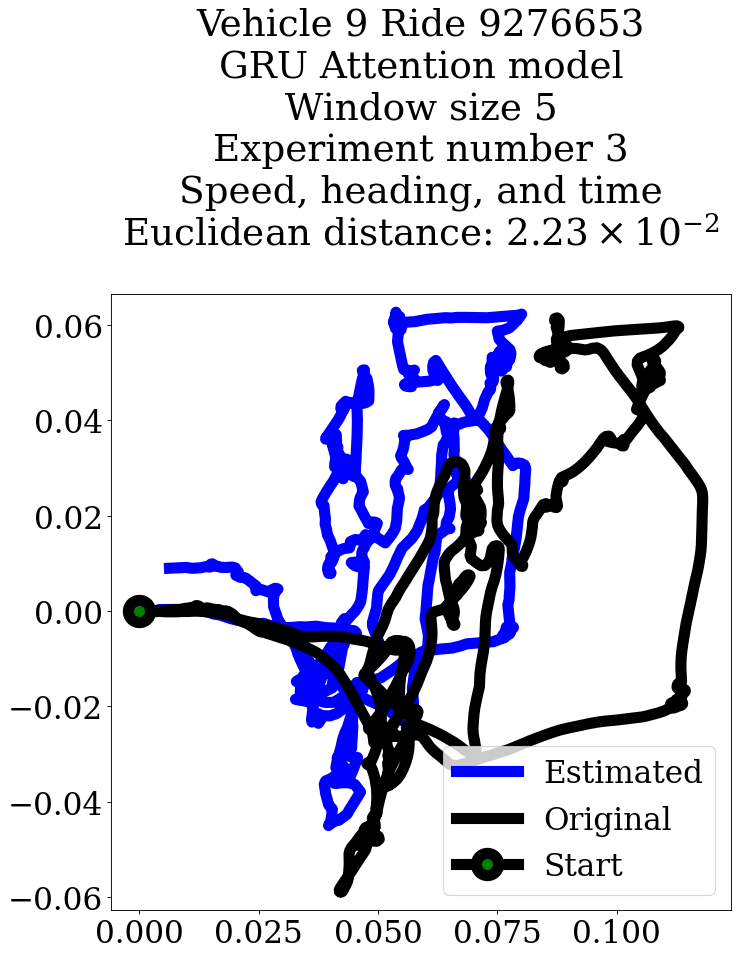 Vehicle 9 Ride 9276653
GRU Attention model
Window size 5
Experiment number 3
Speed, heading, and time
Euclidean distance: 2.23 × 10⁻²
0.06
0.04
0.02
0.00
−0.02
−0.04
−0.06
Estimated
Original
Start
0.000 0.025 0.050 0.075 0.100